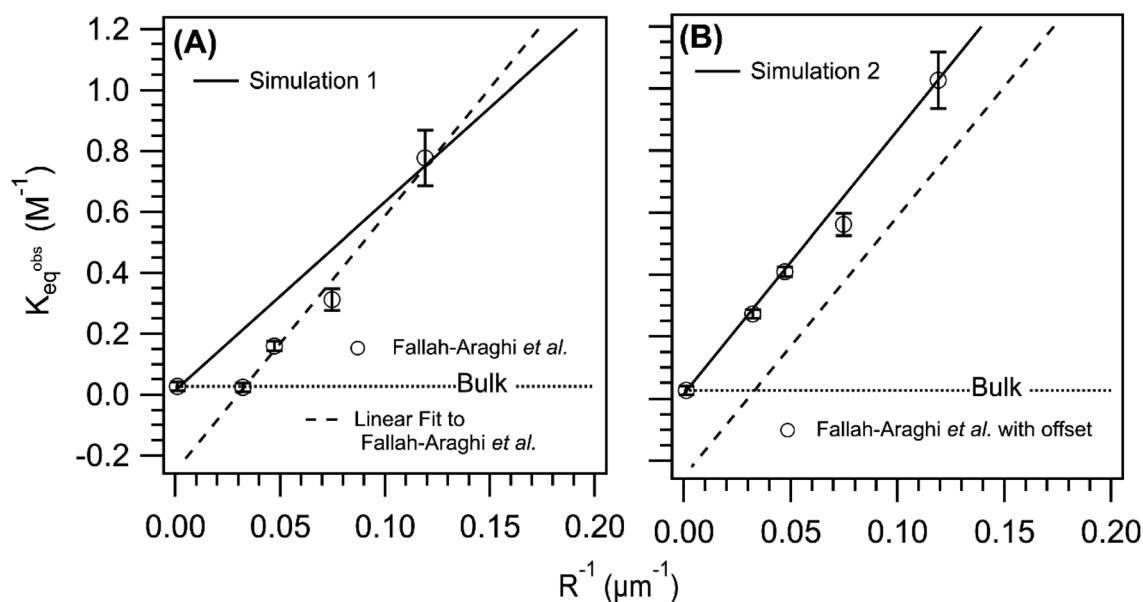 (A)
Simulation 1
Fallah-Araghi et al.
Bulk
Linear Fit to
Fallah-Araghi et al.
1.2
1.0
0.8
0.6
0.4
0.2
0.0
-0.2
K_eq^obs (M^-1)
0.00 0.05 0.10 0.15 0.20
(B)
Simulation 2
Bulk
Fallah-Araghi et al. with offset
0.00 0.05 0.10 0.15 0.20
R^-1 (µm^-1)